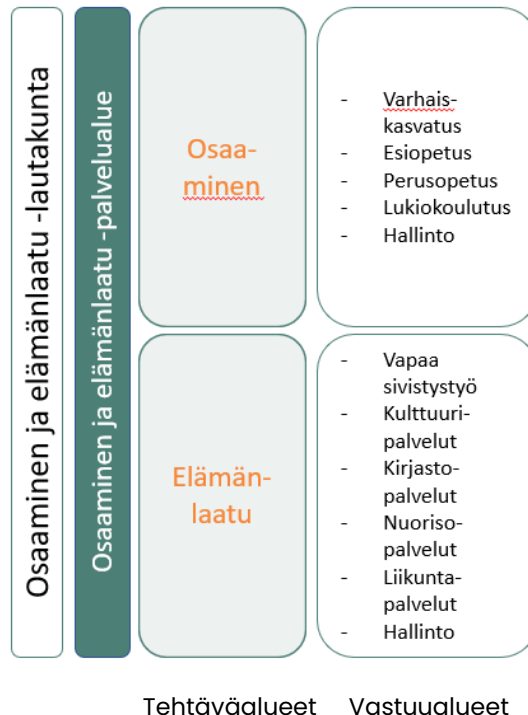 Osaaminen ja elämänlaatu -lautakunta
Osaaminen ja elämänlaatu -palvelualue
Osaa-
minen
- Varhais-
kasvatus
- Esiopetus
- Perusopetus
- Lukiokoulutus
- Hallinto
Elämän-
laatu
- Vapaa
sivistystyö
- Kulttuuri-
palvelut
- Kirjasto-
palvelut
- Nuoriso-
palvelut
- Liikunta-
palvelut
- Hallinto
Tehtäväalueet Vastuualueet